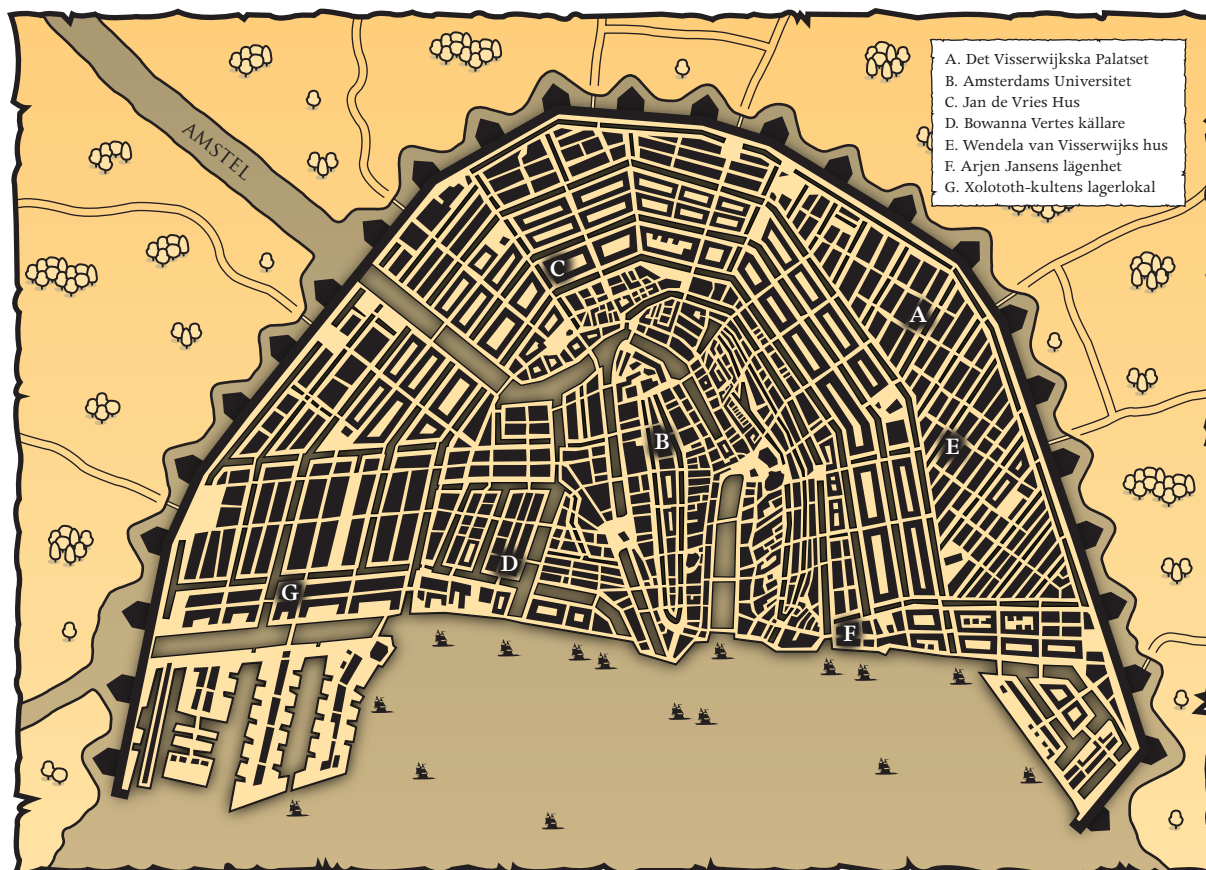 A. Det Visserwijkska Palatset
B. Amsterdams Universitet
C. Jan de Vries Hus
D. Bowanna Vertes källare
E. Wendela van Visserwijks hus
F. Arjen Jansens lägenhet
G. Xolototh-kultens lagerlokal
AMSTEL
C
A
B
E
D
G
F